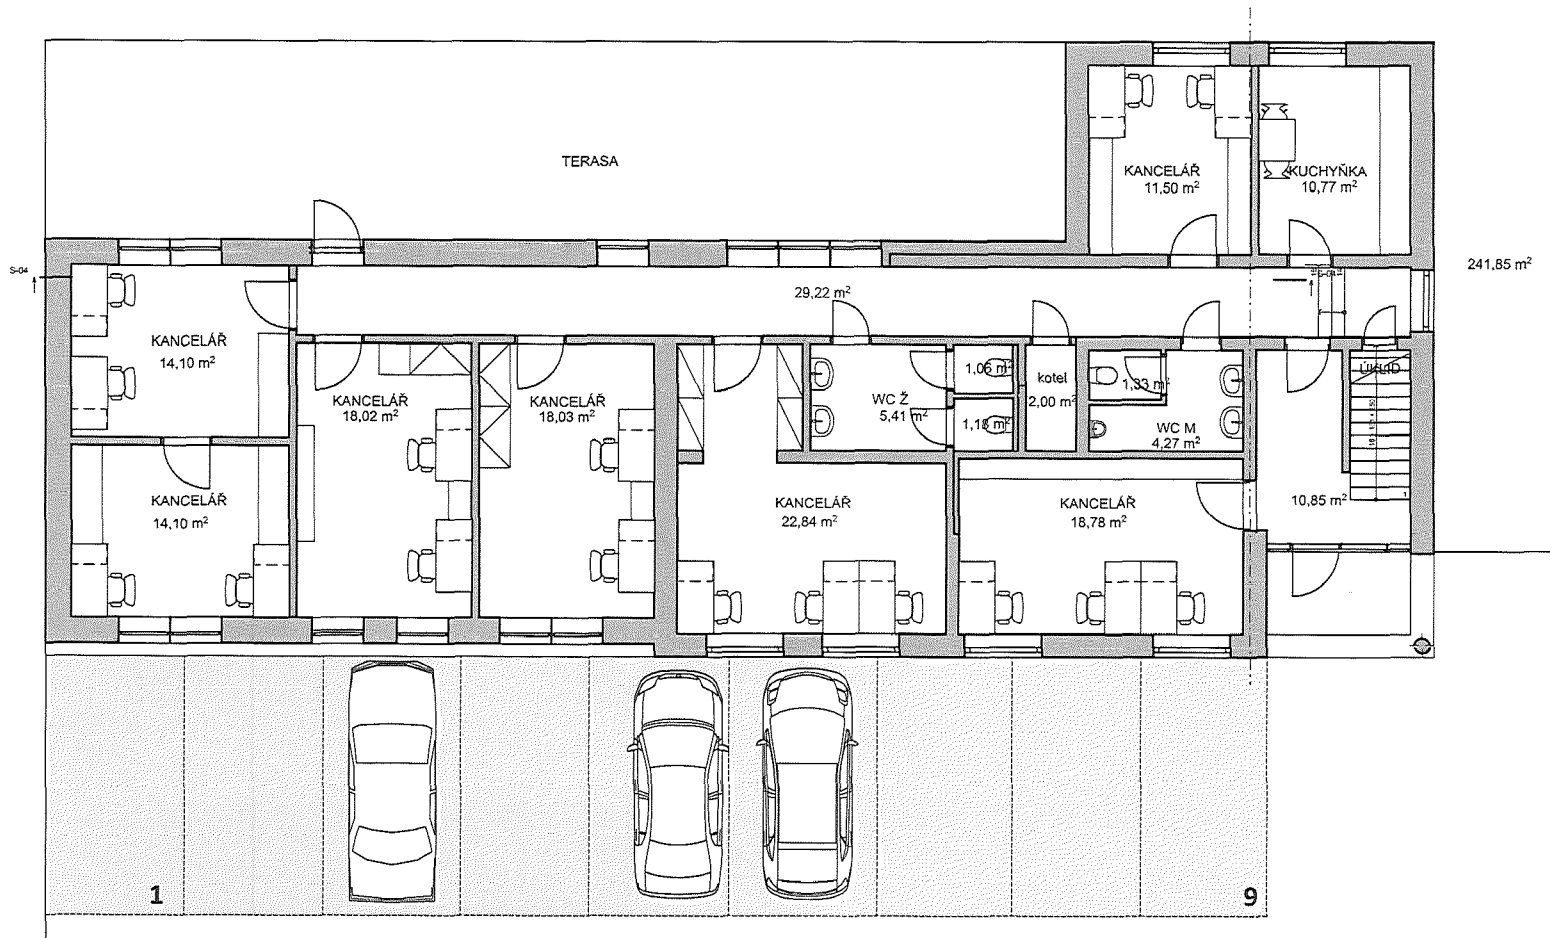 TERASA
KANCELÁŘ
11,50 m²
KUCHYŇKA
10,77 m²
S-04
241,85 m²
29,22 m²
S-04
KANCELÁŘ
14,10 m²
KANCELÁŘ
18,02 m²
KANCELÁŘ
18,03 m²
WC Ž
5,41 m²
1,06 m²
kotel
2,00 m²
1,33 m²
ÚKLID
WC M
4,27 m²
KANCELÁŘ
14,10 m²
KANCELÁŘ
22,84 m²
KANCELÁŘ
18,78 m²
10,85 m²
1
1
9